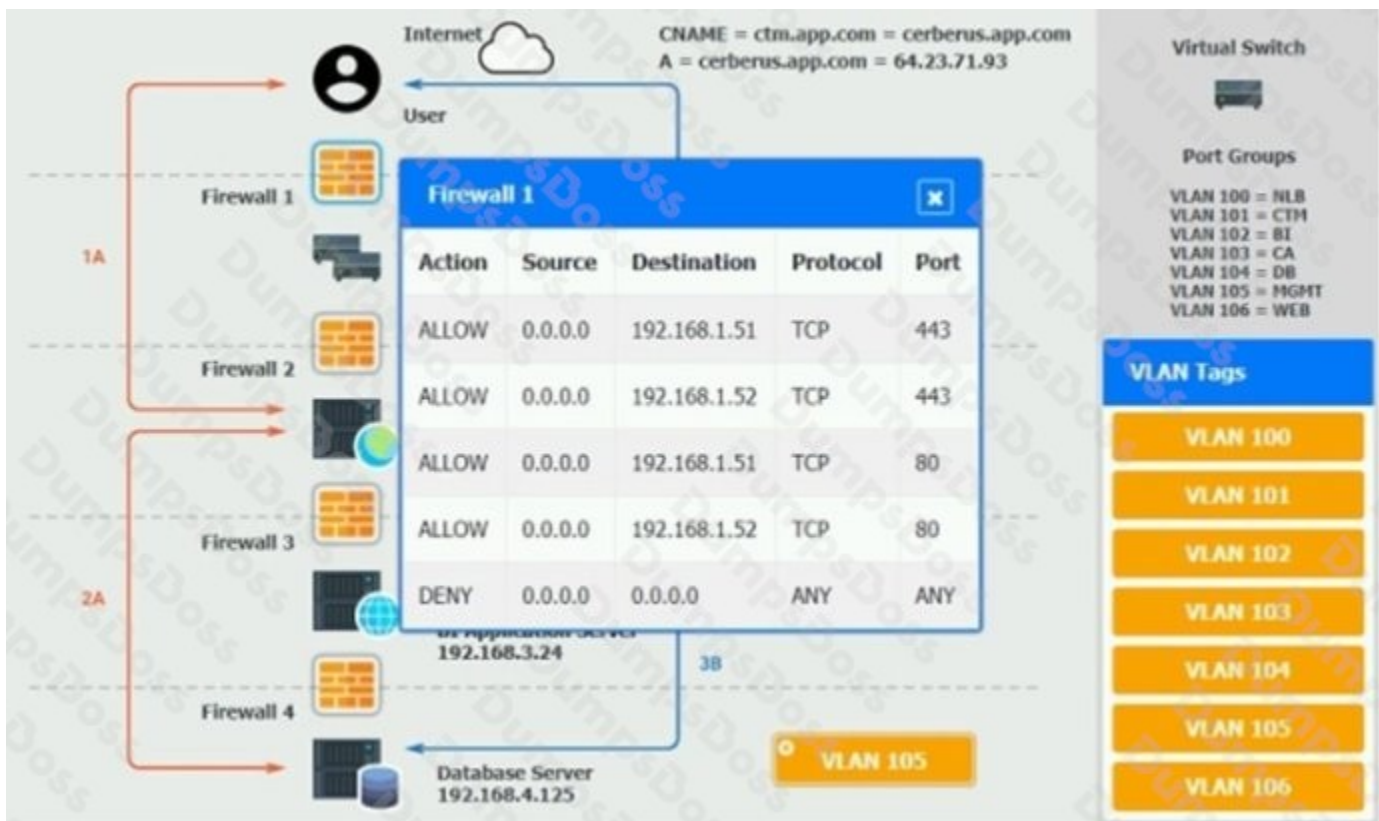 Internet
CNAME = ctm.app.com = cerberus.app.com
A = cerberus.app.com = 64.23.71.93
User
Firewall 1
1A
Firewall 2
Firewall 3
2A
Application Server
192.168.3.24
3B
Firewall 4
Database Server
192.168.4.125
VLAN 105
Firewall 1
Action Source Destination Protocol Port
ALLOW 0.0.0.0 192.168.1.51 TCP 443
ALLOW 0.0.0.0 192.168.1.52 TCP 443
ALLOW 0.0.0.0 192.168.1.51 TCP 80
ALLOW 0.0.0.0 192.168.1.52 TCP 80
DENY 0.0.0.0 0.0.0.0 ANY ANY
Virtual Switch
Port Groups
VLAN 100 = NLB
VLAN 101 = CTM
VLAN 102 = BI
VLAN 103 = CA
VLAN 104 = DB
VLAN 105 = MGMT
VLAN 106 = WEB
VLAN Tags
VLAN 100
VLAN 101
VLAN 102
VLAN 103
VLAN 104
VLAN 105
VLAN 106
DumpsDoss